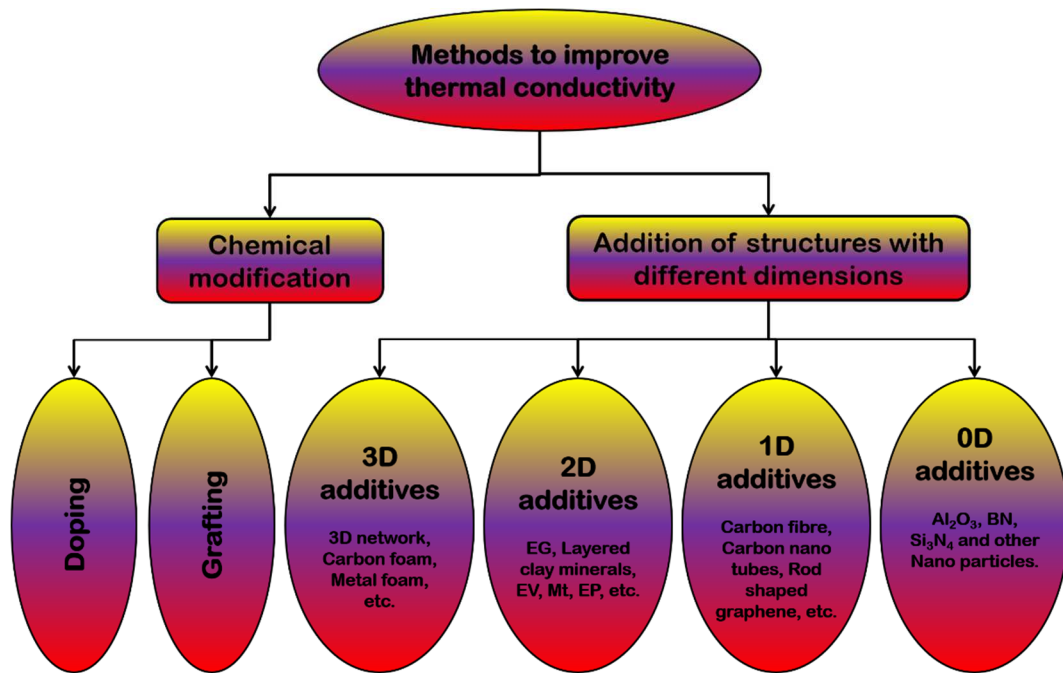 Methods to improve
thermal conductivity
Chemical
modification
Addition of structures with
different dimensions
Doping
Grafting
3D
additives
3D network,
Carbon foam,
Metal foam,
etc.
2D
additives
EG, Layered
clay minerals,
EV, Mt, EP, etc.
1D
additives
Carbon fibre,
Carbon nano
tubes, Rod
shaped
graphene, etc.
0D
additives
Al₂O₃, BN,
Si₃N₄ and other
Nano particles.